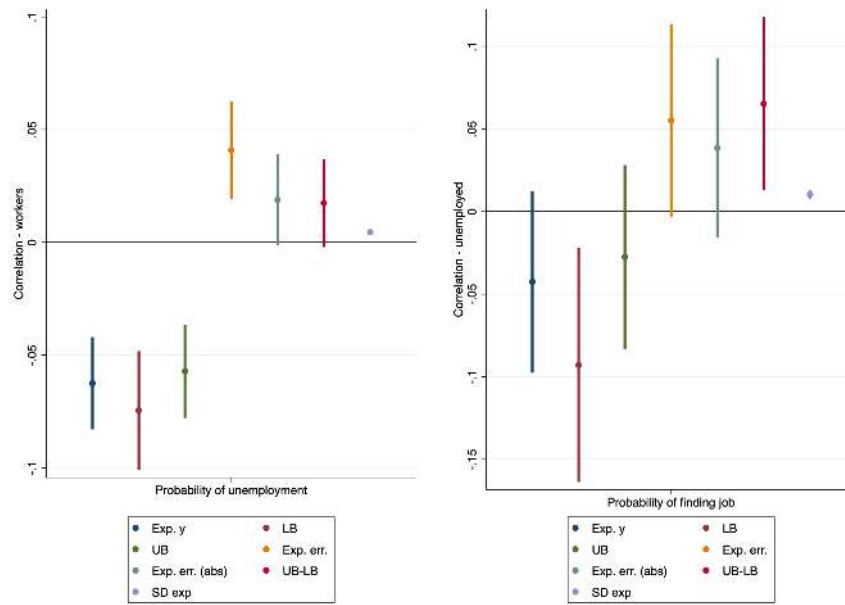 Correlation - workers
.1
.05
0
-.05
-.1
Probability of unemployment
Exp. y
LB
UB
Exp. err.
Exp. err. (abs)
UB-LB
SD exp
Correlation - unemployed
.1
.05
0
-.05
-.1
-.15
Probability of finding job
Exp. y
LB
UB
Exp. err.
Exp. err. (abs)
UB-LB
SD exp